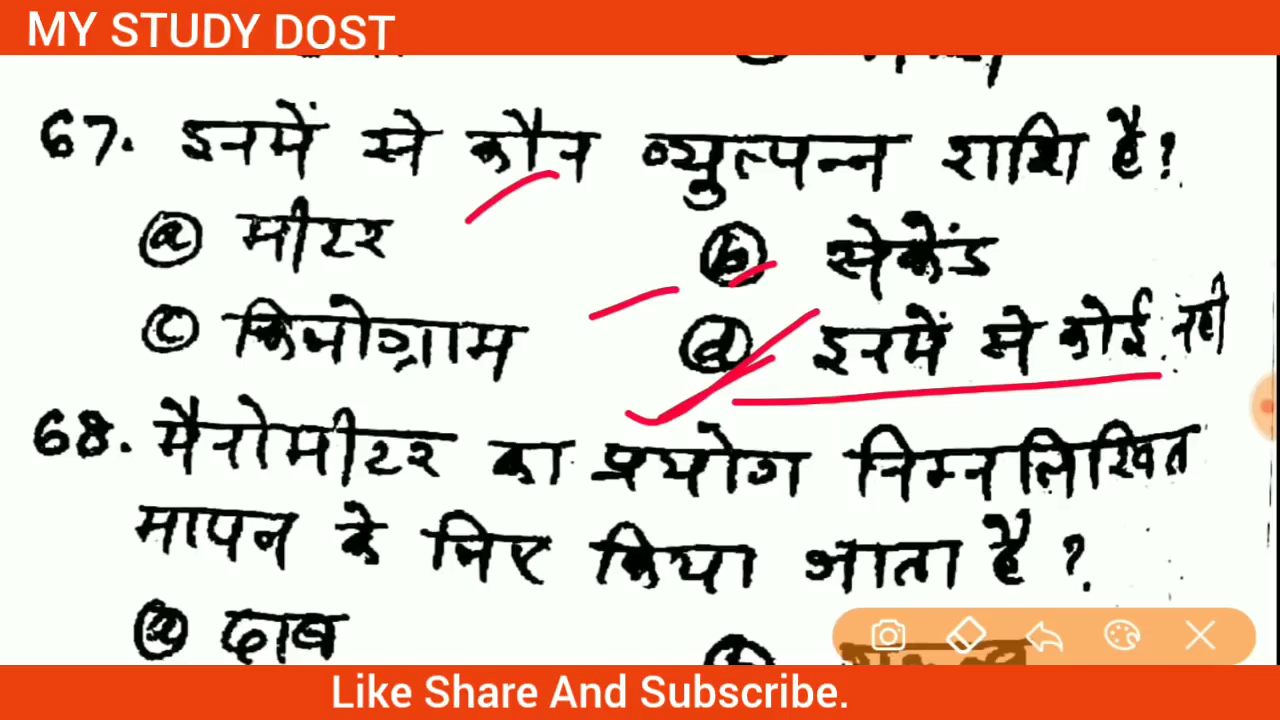 MY STUDY DOST
67. इनमें से कौन व्युत्पन्न राशि है?
ⓐ मीटर ⓑ सेकेंड
ⓒ किलोग्राम ⓓ इनमें से कोई नही
68. मैनोमीटर का प्रयोग निम्नलिखित
मापन के लिए किया जाता है?
ⓐ दाब
Like Share And Subscribe.